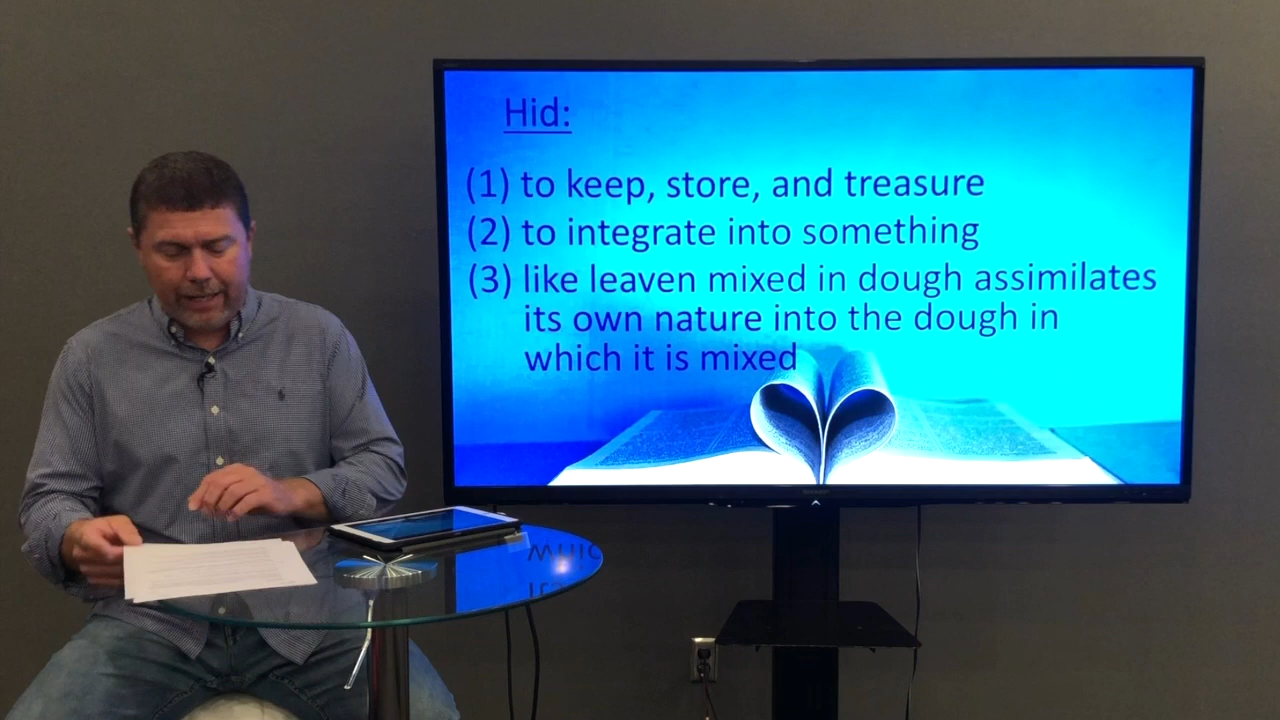 Hid:
(1) to keep, store, and treasure
(2) to integrate into something
(3) like leaven mixed in dough assimilates
its own nature into the dough in
which it is mixed